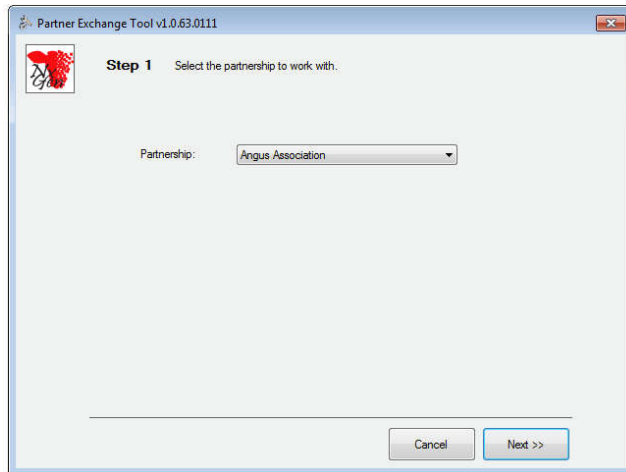 Partner Exchange Tool v1.0.63.0111
Step 1 Select the partnership to work with.
Partnership: Angus Association
Cancel Next >>